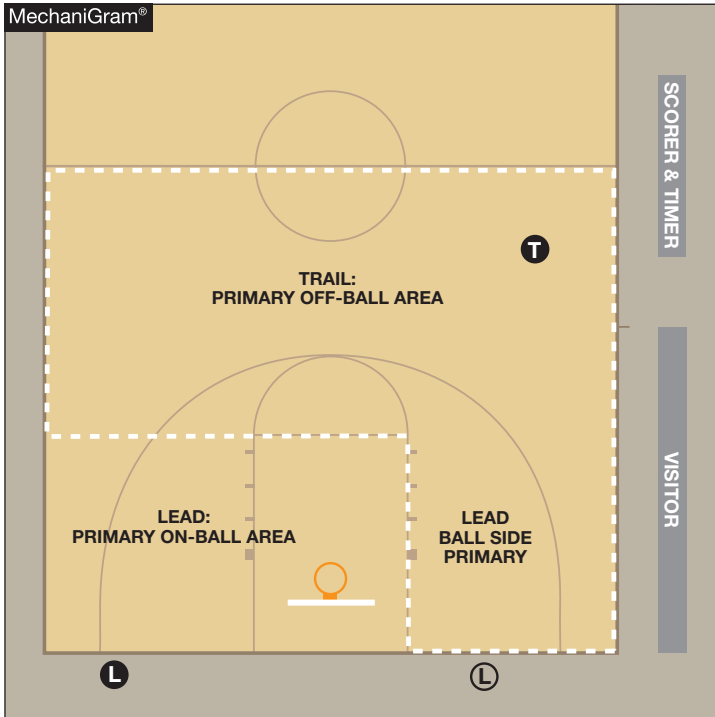 MechaniGram®
SCORER & TIMER
T
TRAIL:
PRIMARY OFF-BALL AREA
VISITOR
LEAD:
PRIMARY ON-BALL AREA
LEAD
BALL SIDE
PRIMARY
L
L